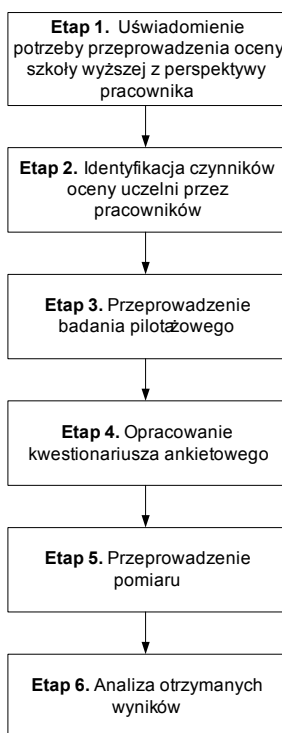 Etap 1. Uświadomienie
potrzeby przeprowadzenia oceny
szkoły wyższej z perspektywy
pracownika
Etap 2. Identyfikacja czynników
oceny uczelni przez
pracowników
Etap 3. Przeprowadzenie
badania pilotażowego
Etap 4. Opracowanie
kwestionariusza ankietowego
Etap 5. Przeprowadzenie
pomiaru
Etap 6. Analiza otrzymanych
wyników